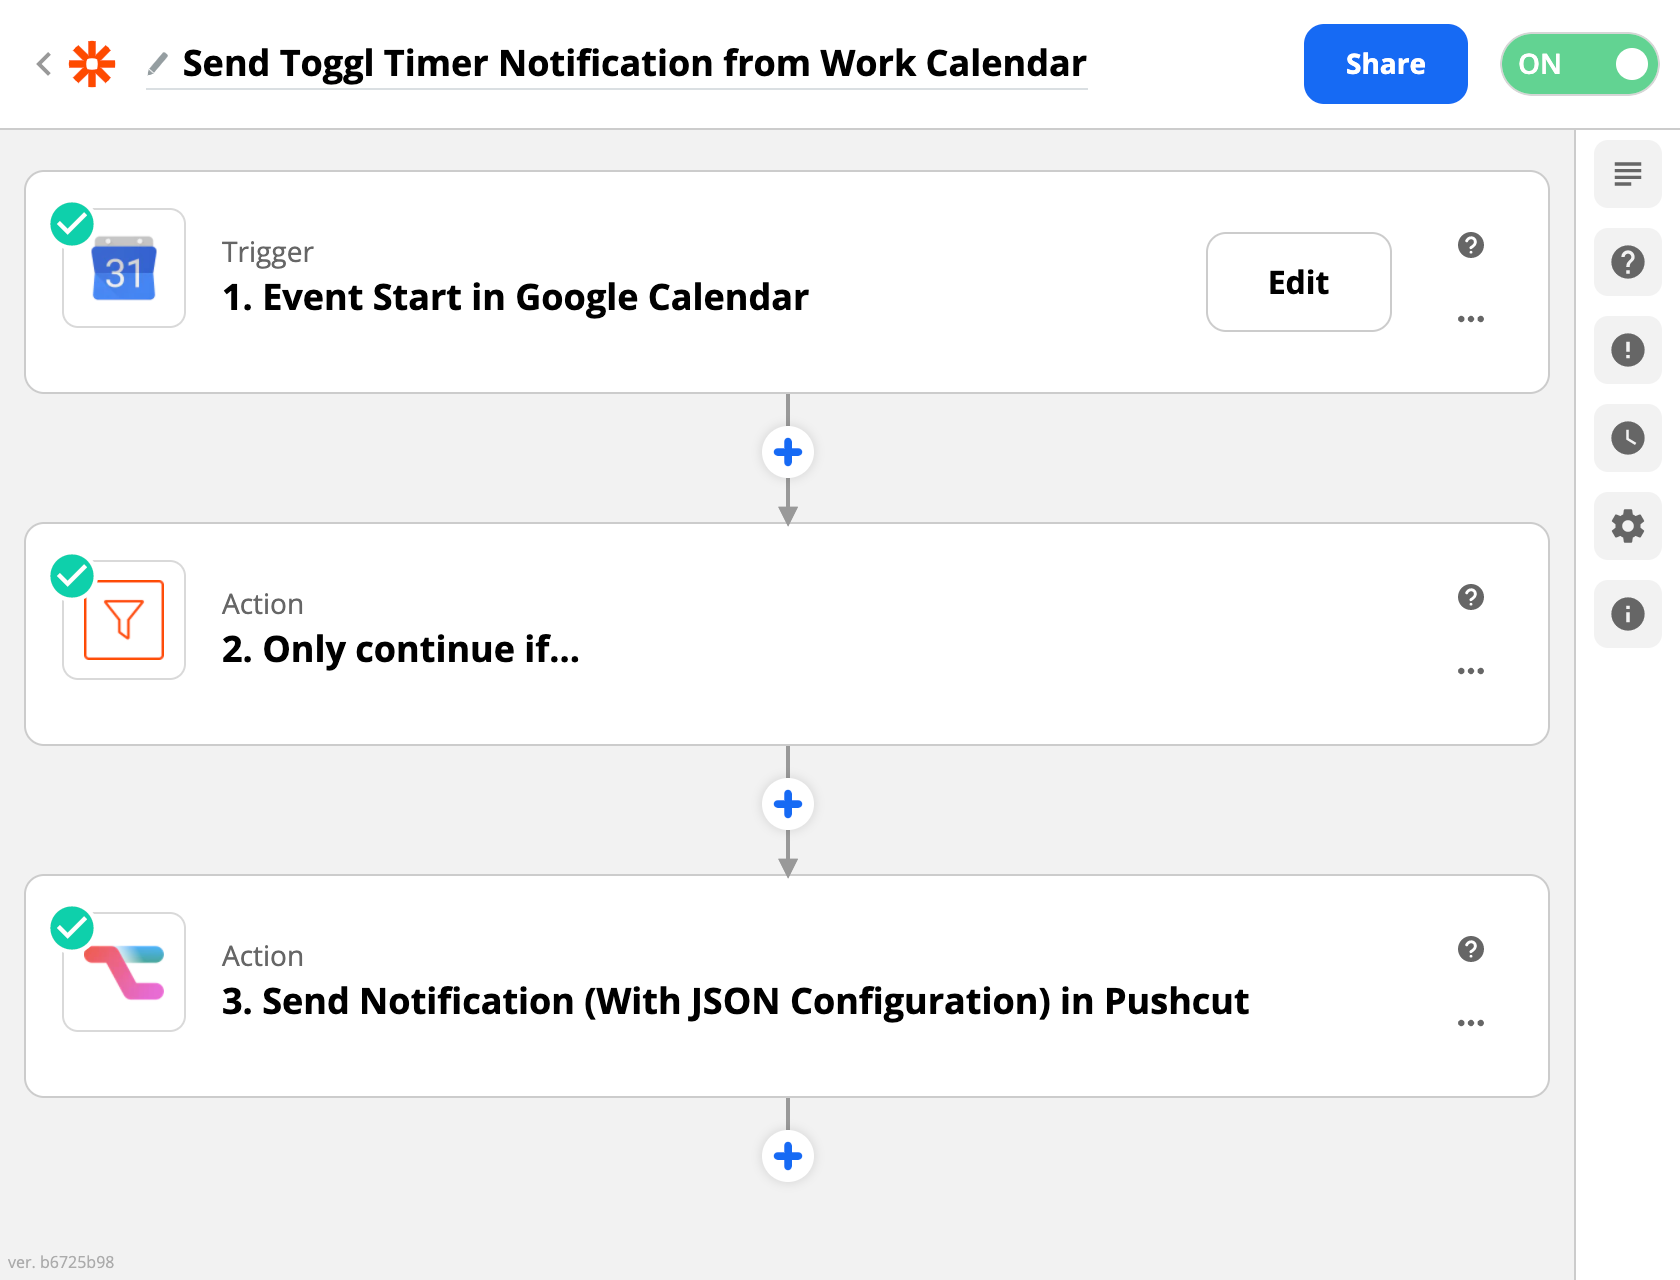 Send Toggl Timer Notification from Work Calendar
Share
ON
31
Trigger
1. Event Start in Google Calendar
Edit
Action
2. Only continue if...
Action
3. Send Notification (With JSON Configuration) in Pushcut
ver. b6725b98